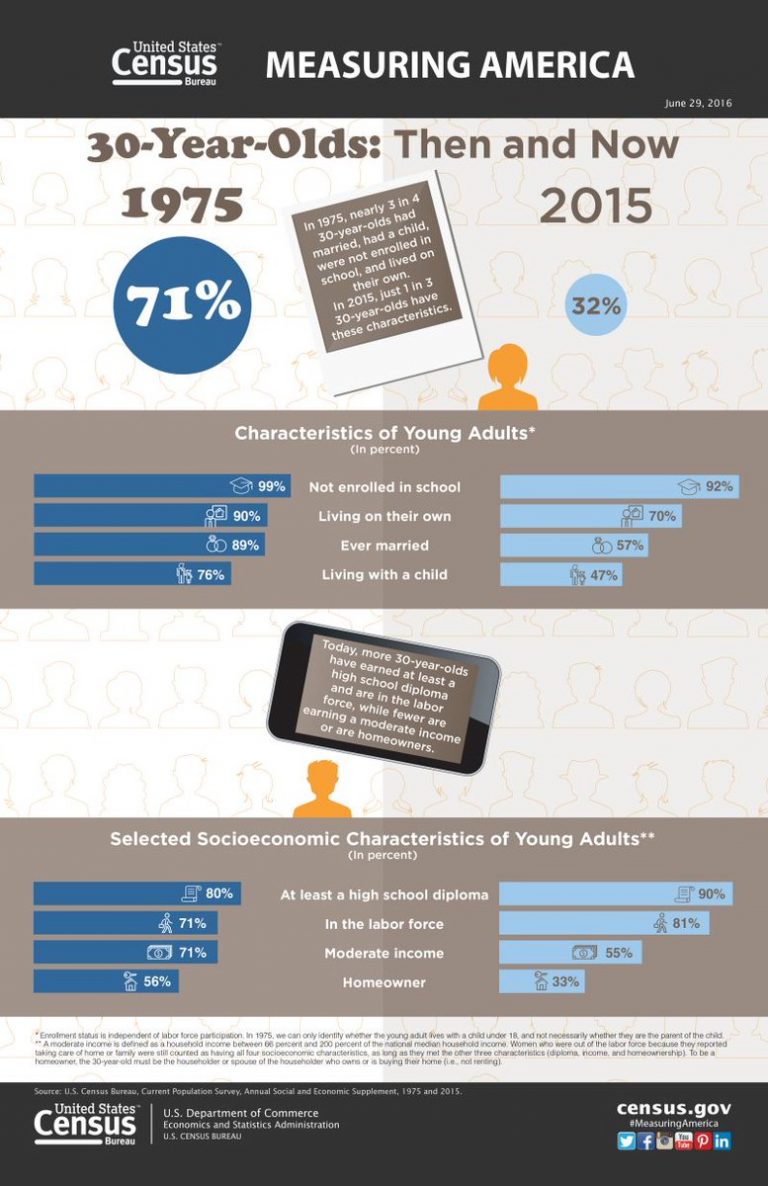 United States™
Census
Bureau
MEASURING AMERICA
June 29, 2016
30-Year-Olds: Then and Now
1975
2015
In 1975, nearly 3 in 4
30-year-olds had
married, had a child,
were not enrolled in
school, and lived on
their own.
In 2015, just 1 in 3
30-year-olds have
these characteristics.
71%
32%
Characteristics of Young Adults*
(In percent)
99% Not enrolled in school 92%
90% Living on their own 70%
89% Ever married 57%
76% Living with a child 47%
Today, more 30-year-olds
have earned at least a
high school diploma
and are in the labor
force, while fewer are
earning a moderate income
or are homeowners.
Selected Socioeconomic Characteristics of Young Adults**
(In percent)
80% At least a high school diploma 90%
71% In the labor force 81%
71% Moderate income 55%
56% Homeowner 33%
* Enrollment status is independent of labor force participation. In 1975, we can only identify whether the young adult lives with a child under 18, and not necessarily whether they are the parent of the child.
** A moderate income is defined as a household income between 66 percent and 200 percent of the national median household income. Women who were out of the labor force because they reported
taking care of home or family were still counted as having all four socioeconomic characteristics, as long as they met the other three characteristics (diploma, income, and homeownership). To be a
homeowner, the 30-year-old must be the householder or spouse of the householder who owns or is buying their home (i.e., not renting).
Source: U.S. Census Bureau, Current Population Survey, Annual Social and Economic Supplement, 1975 and 2015.
United States™
Census
Bureau
U.S. Department of Commerce
Economics and Statistics Administration
U.S. CENSUS BUREAU
census.gov
#MeasuringAmerica
You
Tube
in